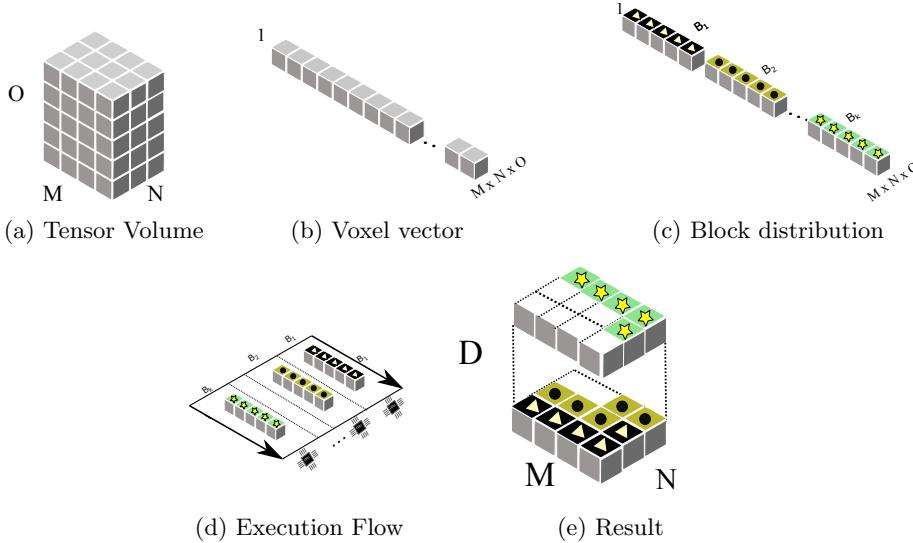 O
M
N
(a) Tensor Volume
1
M x N x O
(b) Voxel vector
1
B₁
B₂
Bₖ
M x N x O
(c) Block distribution
B₁
B₂
Bₖ
(d) Execution Flow
D
M
N
(e) Result